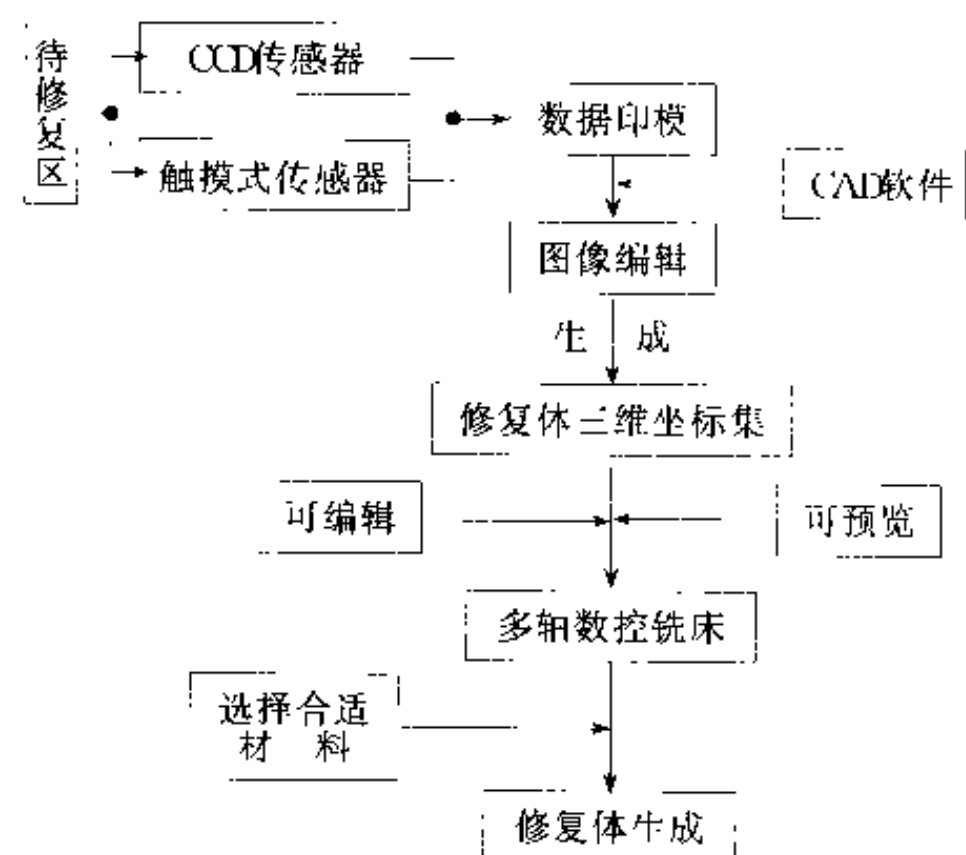 待修复区
CCD传感器
数据印模
触摸式传感器
CAD软件
图像编辑
生 成
修复体三维坐标集
可编辑
可预览
多轴数控铣床
选择合适
材 料
修复体生成